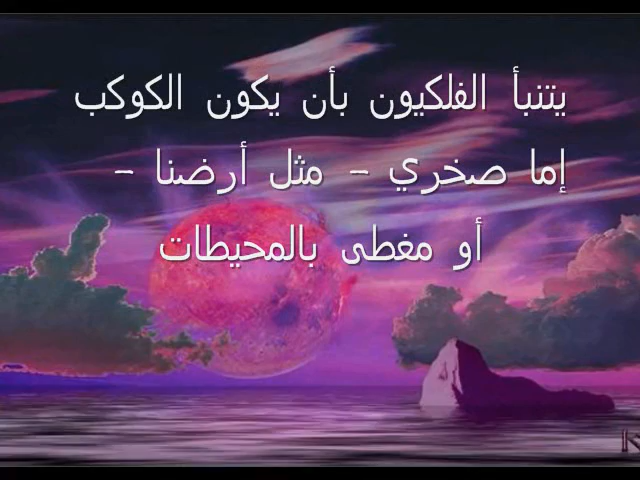 يتنبأ الفلكيون بأن يكون الكوكب
إما صخري - مثل أرضنا -
أو مغطى بالمحيطات